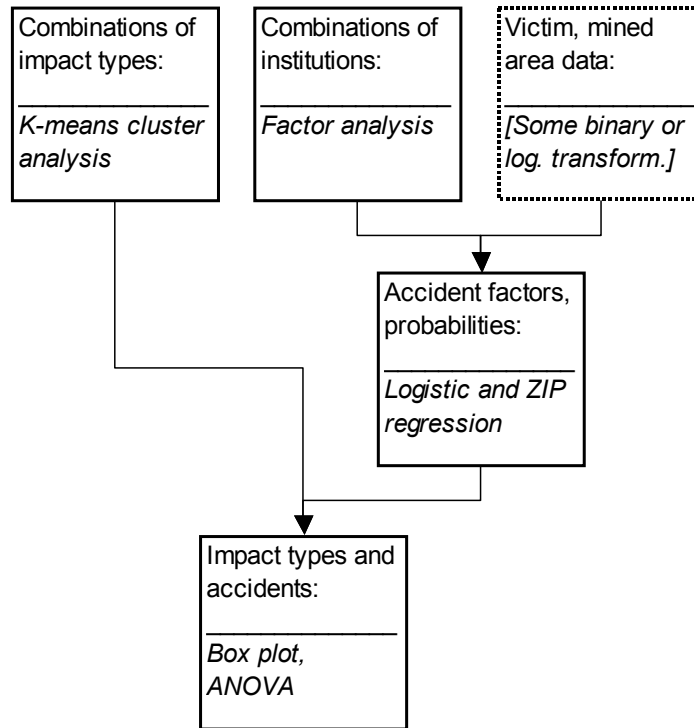 Combinations of
impact types:
K-means cluster
analysis
Combinations of
institutions:
Factor analysis
Victim, mined
area data:
[Some binary or
log. transform.]
Accident factors,
probabilities:
Logistic and ZIP
regression
Impact types and
accidents:
Box plot,
ANOVA